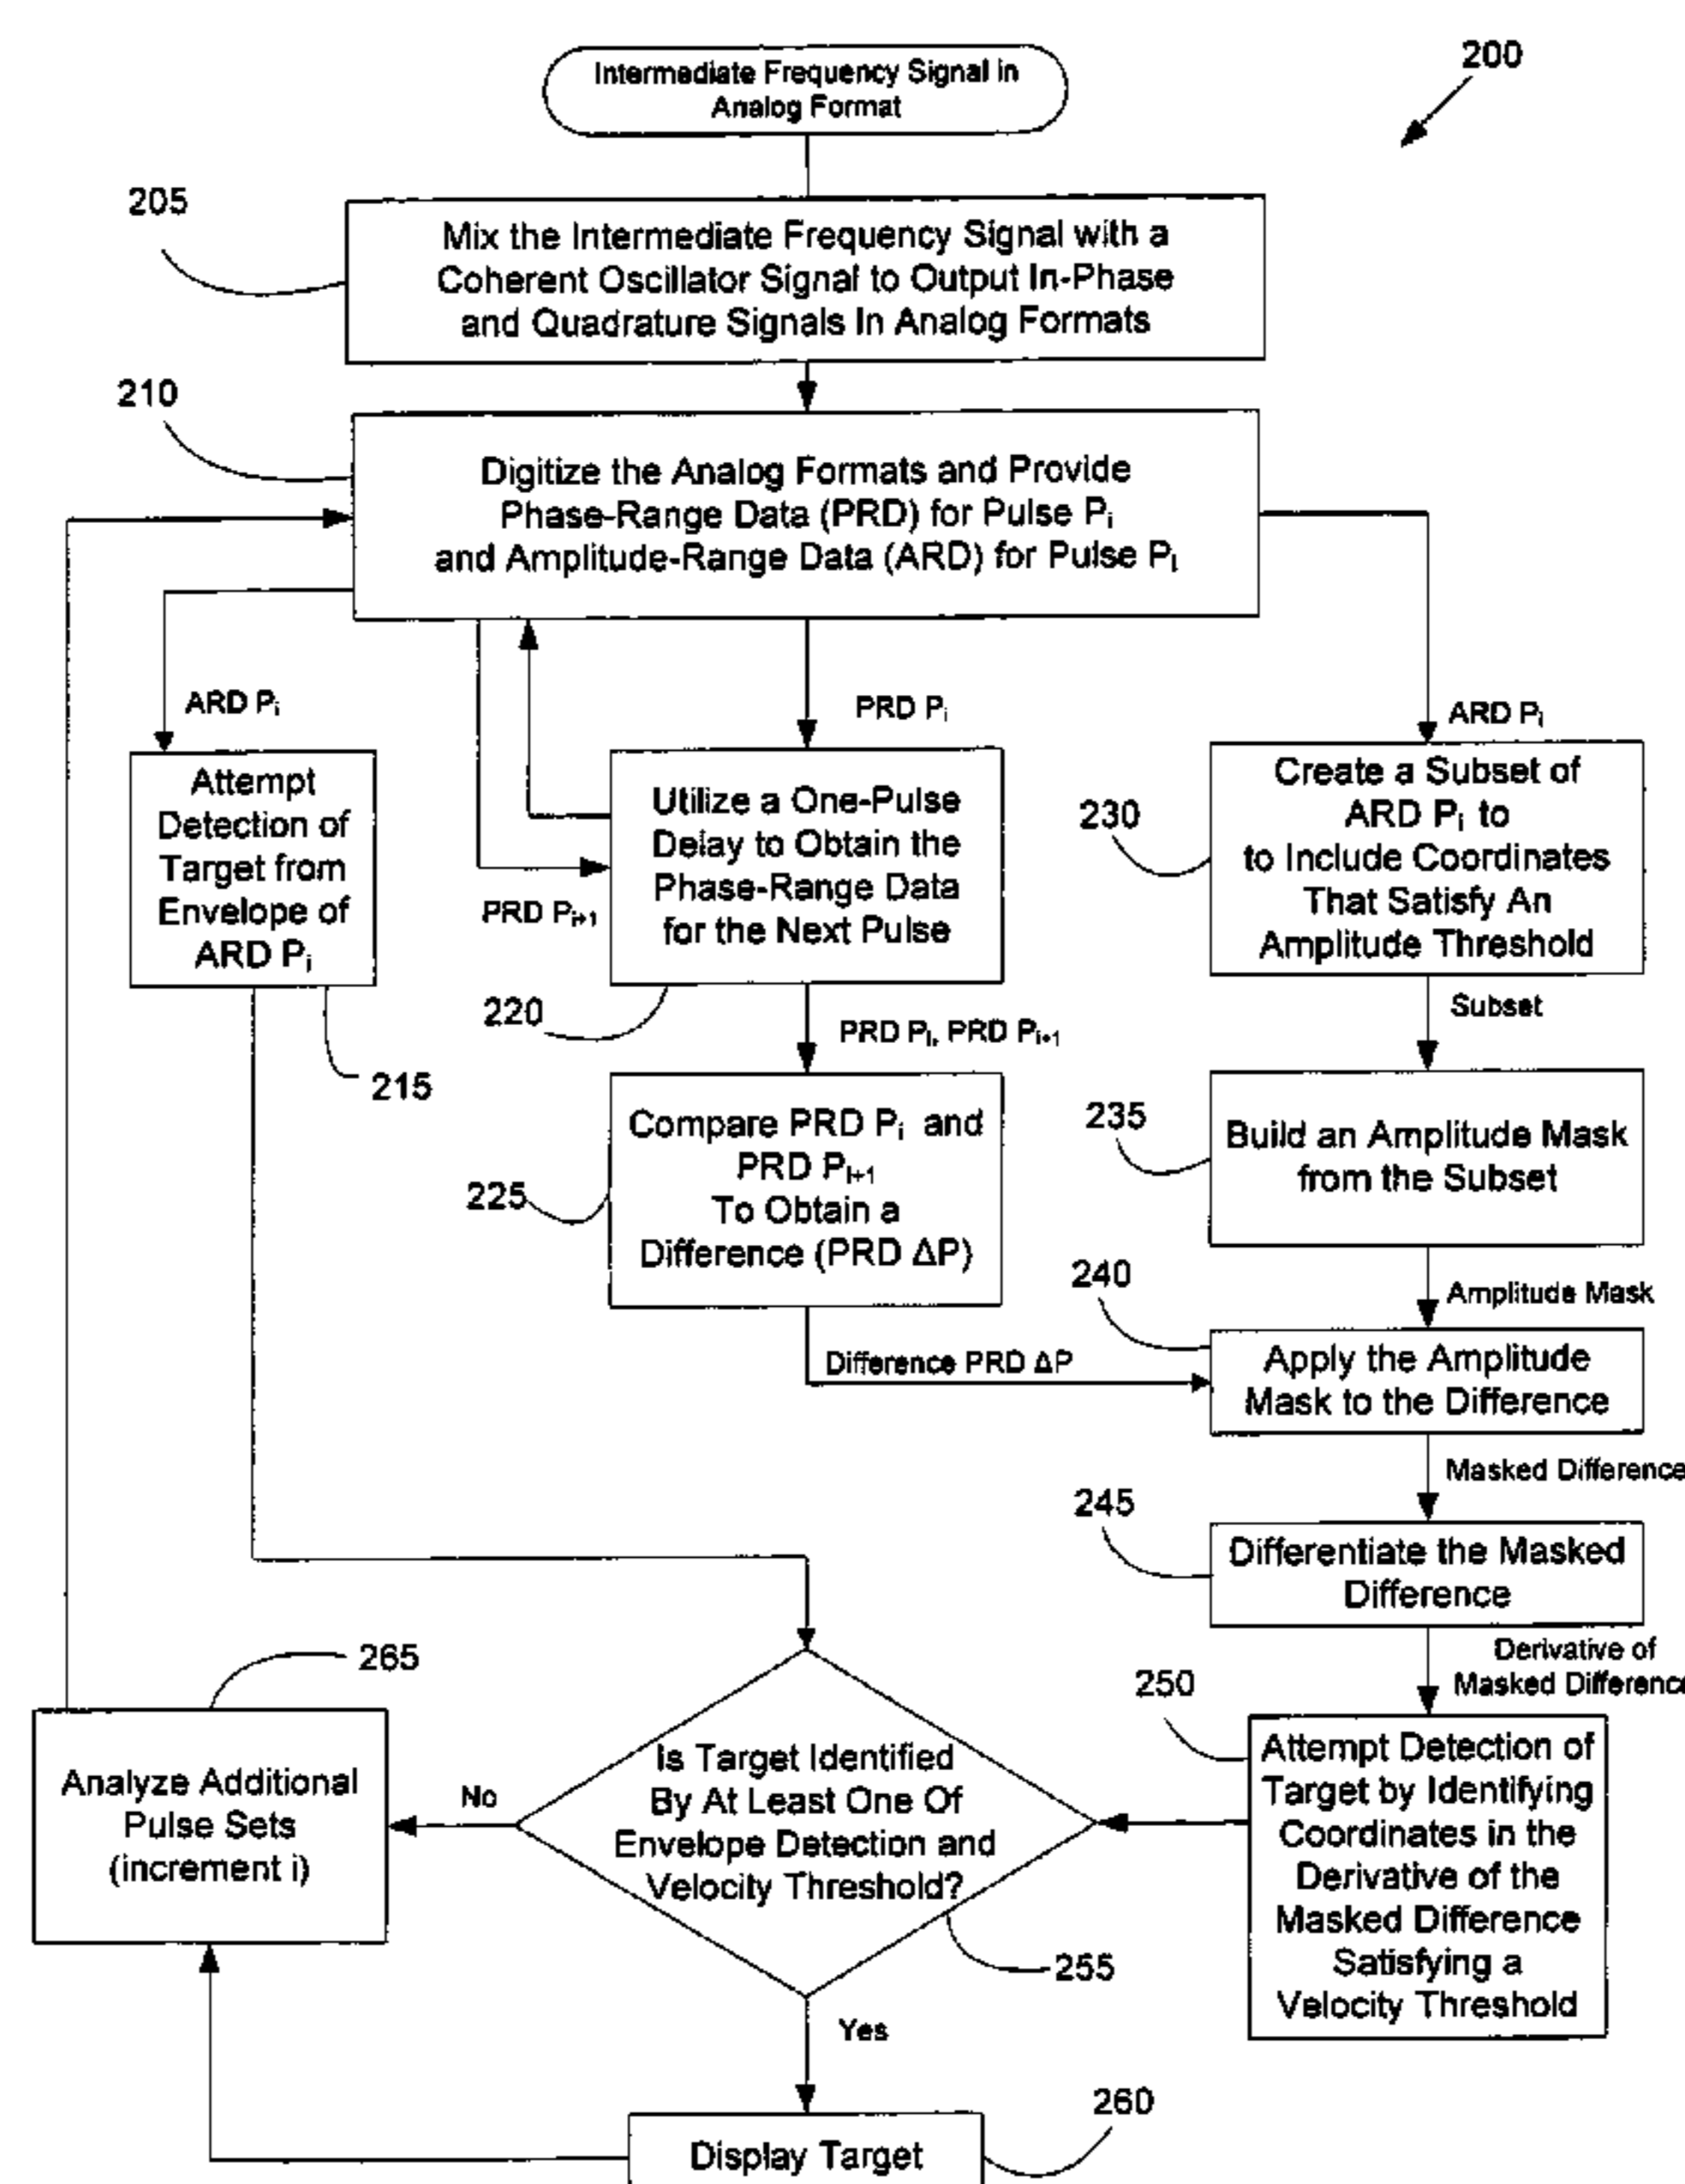 200
Intermediate Frequency Signal in
Analog Format
205
Mix the Intermediate Frequency Signal with a
Coherent Oscillator Signal to Output In-Phase
and Quadrature Signals In Analog Formats
210
Digitize the Analog Formats and Provide
Phase-Range Data (PRD) for Pulse Pi
and Amplitude-Range Data (ARD) for Pulse Pi
ARD Pi
PRD Pi
ARD Pi
Attempt
Detection of
Target from
Envelope of
ARD Pi
215
PRD Pi+1
Utilize a One-Pulse
Delay to Obtain the
Phase-Range Data
for the Next Pulse
220
PRD Pi, PRD Pi+1
225
Compare PRD Pi and
PRD Pi+1
To Obtain a
Difference (PRD ΔP)
Difference PRD ΔP
230
Create a Subset of
ARD Pi to
to Include Coordinates
That Satisfy An
Amplitude Threshold
Subset
235
Build an Amplitude Mask
from the Subset
Amplitude Mask
240
Apply the Amplitude
Mask to the Difference
Masked Difference
245
Differentiate the Masked
Difference
Derivative of
Masked Difference
250
Attempt Detection of
Target by Identifying
Coordinates in the
Derivative of the
Masked Difference
Satisfying a
Velocity Threshold
Is Target Identified
By At Least One Of
Envelope Detection and
Velocity Threshold?
255
No
265
Analyze Additional
Pulse Sets
(increment i)
Yes
260
Display Target